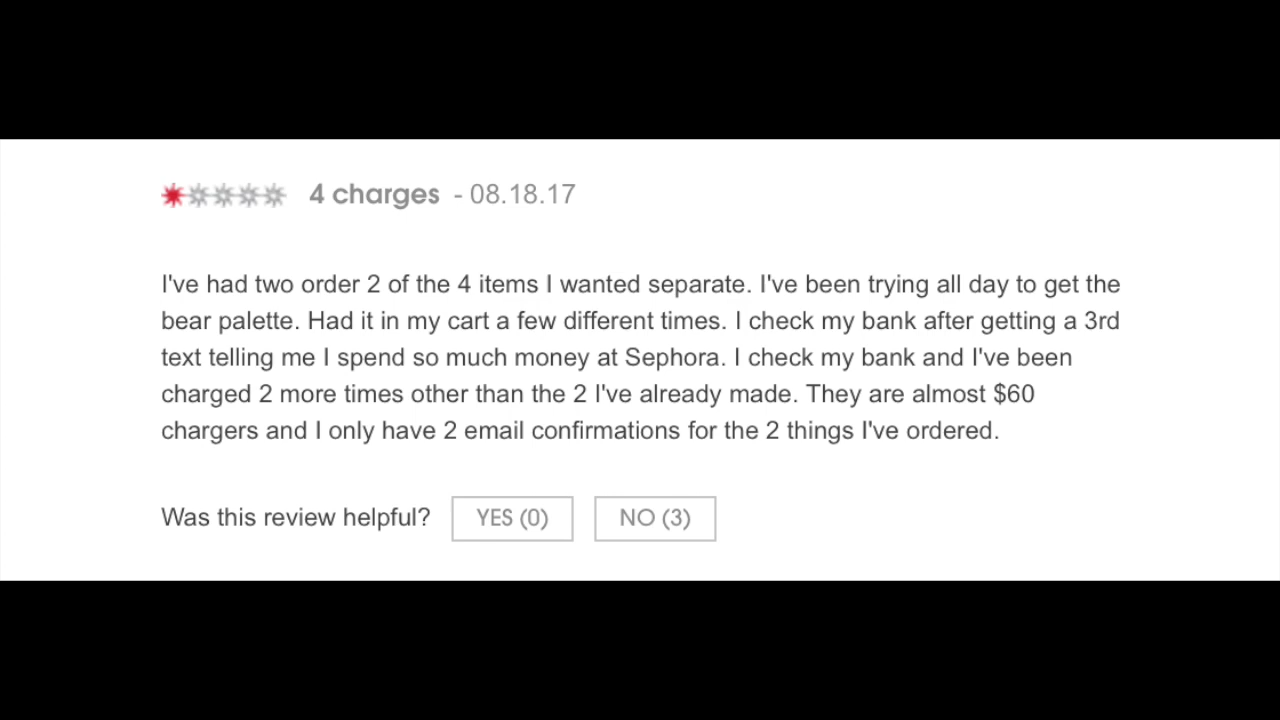 4 charges - 08.18.17
I've had two order 2 of the 4 items I wanted separate. I've been trying all day to get the
bear palette. Had it in my cart a few different times. I check my bank after getting a 3rd
text telling me I spend so much money at Sephora. I check my bank and I've been
charged 2 more times other than the 2 I've already made. They are almost $60
chargers and I only have 2 email confirmations for the 2 things I've ordered.
Was this review helpful? YES (0) NO (3)